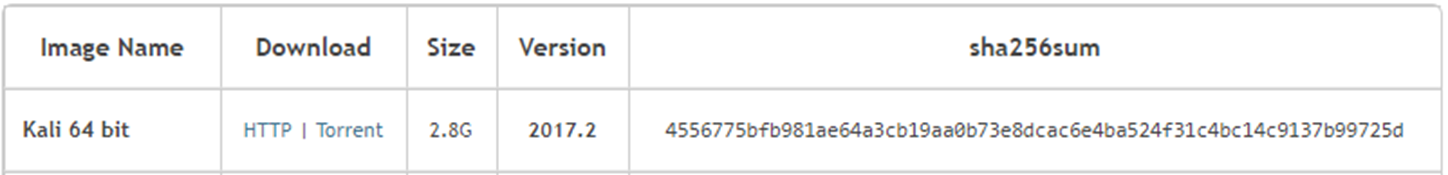 Image Name Download Size Version sha256sum
Kali 64 bit HTTP | Torrent 2.8G 2017.2 4556775bfb981ae64a3cb19aa0b73e8dcac6e4ba524f31c4bc14c9137b99725d